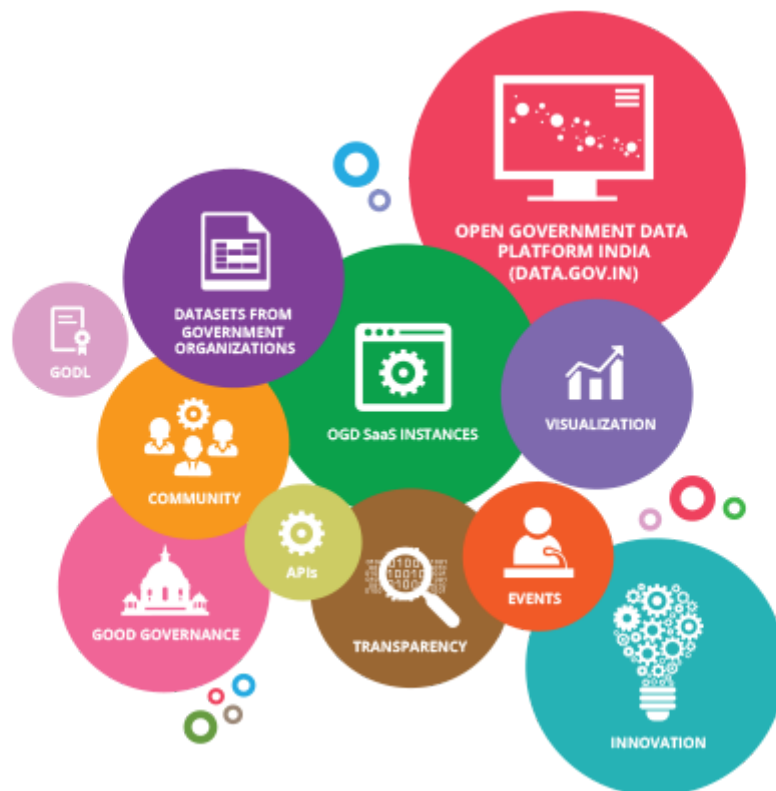 OPEN GOVERNMENT DATA
PLATFORM INDIA
(DATA.GOV.IN)
DATASETS FROM
GOVERNMENT
ORGANIZATIONS
GODL
OGD SaaS INSTANCES
VISUALIZATION
COMMUNITY
APIs
EVENTS
GOOD GOVERNANCE
TRANSPARENCY
INNOVATION